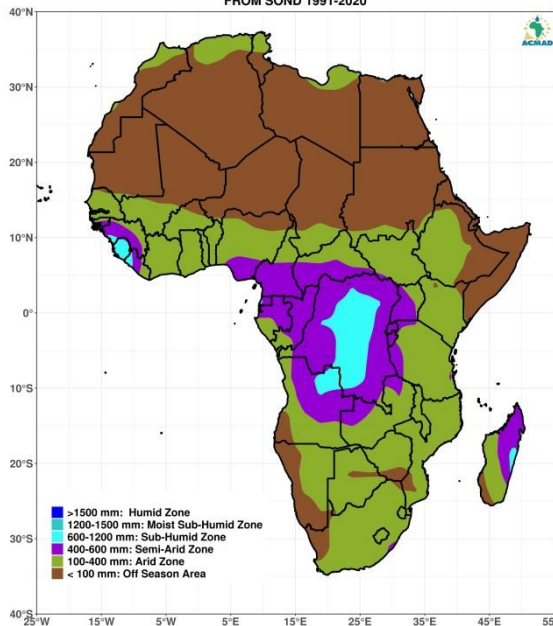 FROM SOND 1991-2020
ACMAD
40°N
30°N
20°N
10°N
0°
10°S
20°S
30°S
40°S
>1500 mm: Humid Zone
1200-1500 mm: Moist Sub-Humid Zone
600-1200 mm: Sub-Humid Zone
400-600 mm: Semi-Arid Zone
100-400 mm: Arid Zone
< 100 mm: Off Season Area
25°W 15°W 5°W 5°E 15°E 25°E 35°E 45°E